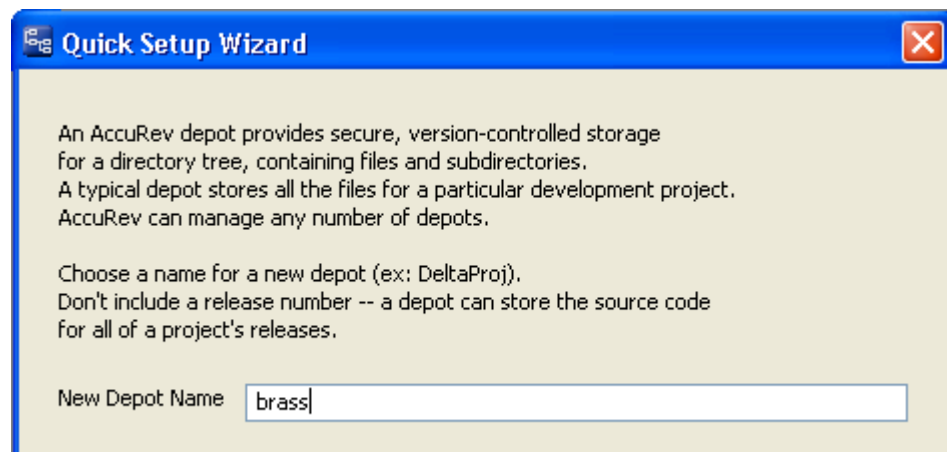 Quick Setup Wizard
An AccuRev depot provides secure, version-controlled storage
for a directory tree, containing files and subdirectories.
A typical depot stores all the files for a particular development project.
AccuRev can manage any number of depots.
Choose a name for a new depot (ex: DeltaProj).
Don't include a release number -- a depot can store the source code
for all of a project's releases.
New Depot Name brass